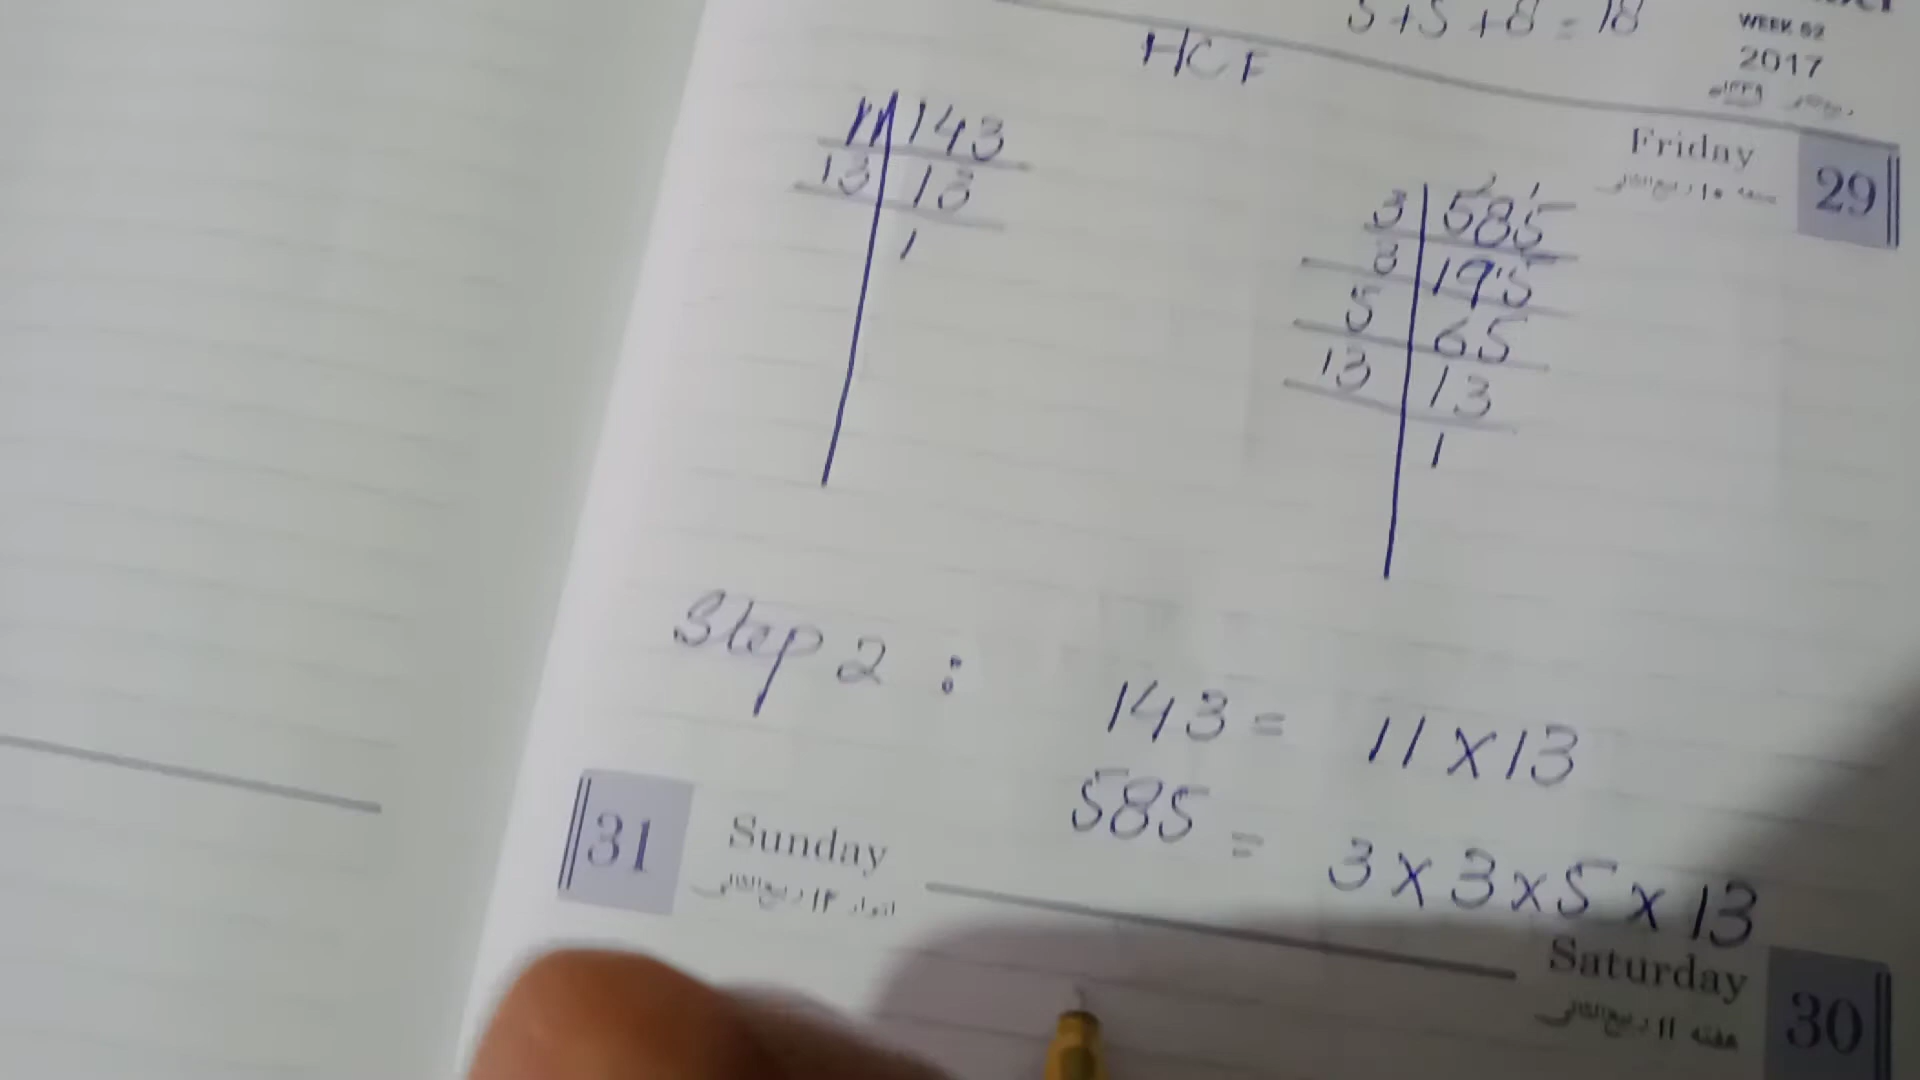 5+5+8=18
WEEK 52
2017
HCF
Friday
29
11 143
13 13
1
3 585
3 195
5 65
13 13
1
Step 2 :
143 = 11 x 13
585 = 3 x 3 x 5 x 13
31 Sunday
Saturday
30